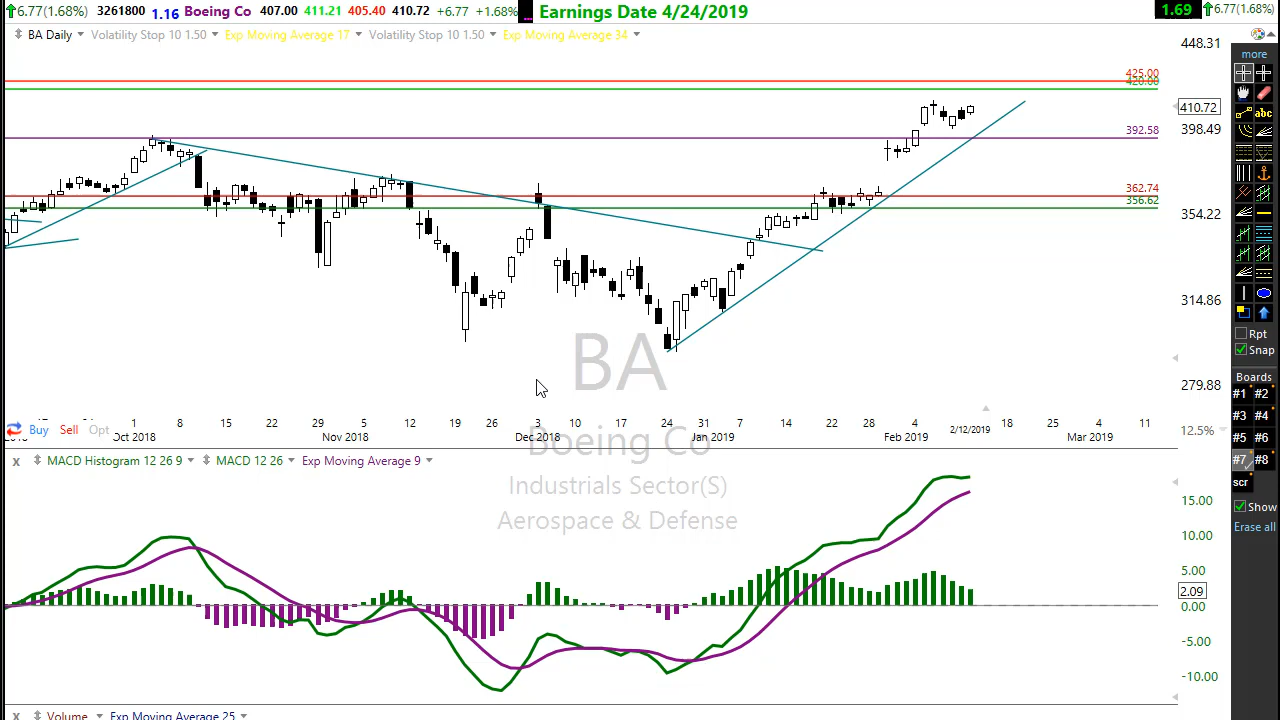 6.77(1.68%) 3261800 1.16 Boeing Co 407.00 411.21 405.40 410.72 +6.77 +1.68% Earnings Date 4/24/2019 1.69 6.77(1.68%)
BA Daily Volatility Stop 10 1.50 Exp Moving Average 17 Volatility Stop 10 1.50 Exp Moving Average 34
448.31
more
425.00
420.00
410.72
abc
398.49
392.58
362.74
356.62
354.22
314.86
Rpt
Snap
BA
Boards
279.88
#1 #2
#3 #4
1 8 15 22 29 5 12 19 26 3 10 17 24 31 7 14 22 28 4 2/12/2019 18 25 4 11
Buy Sell Opt Oct 2018 Nov 2018 Dec 2018 Jan 2019 Feb 2019 Mar 2019 12.5%
#5 #6
Boeing Co
x MACD Histogram 12 26 9 MACD 12 26 Exp Moving Average 9
#7 #8
scr
Industrials Sector(S)
15.00
Show
Aerospace & Defense
Erase all
10.00
5.00
2.09
0.00
-5.00
-10.00
x Volume Exp Moving Average 25